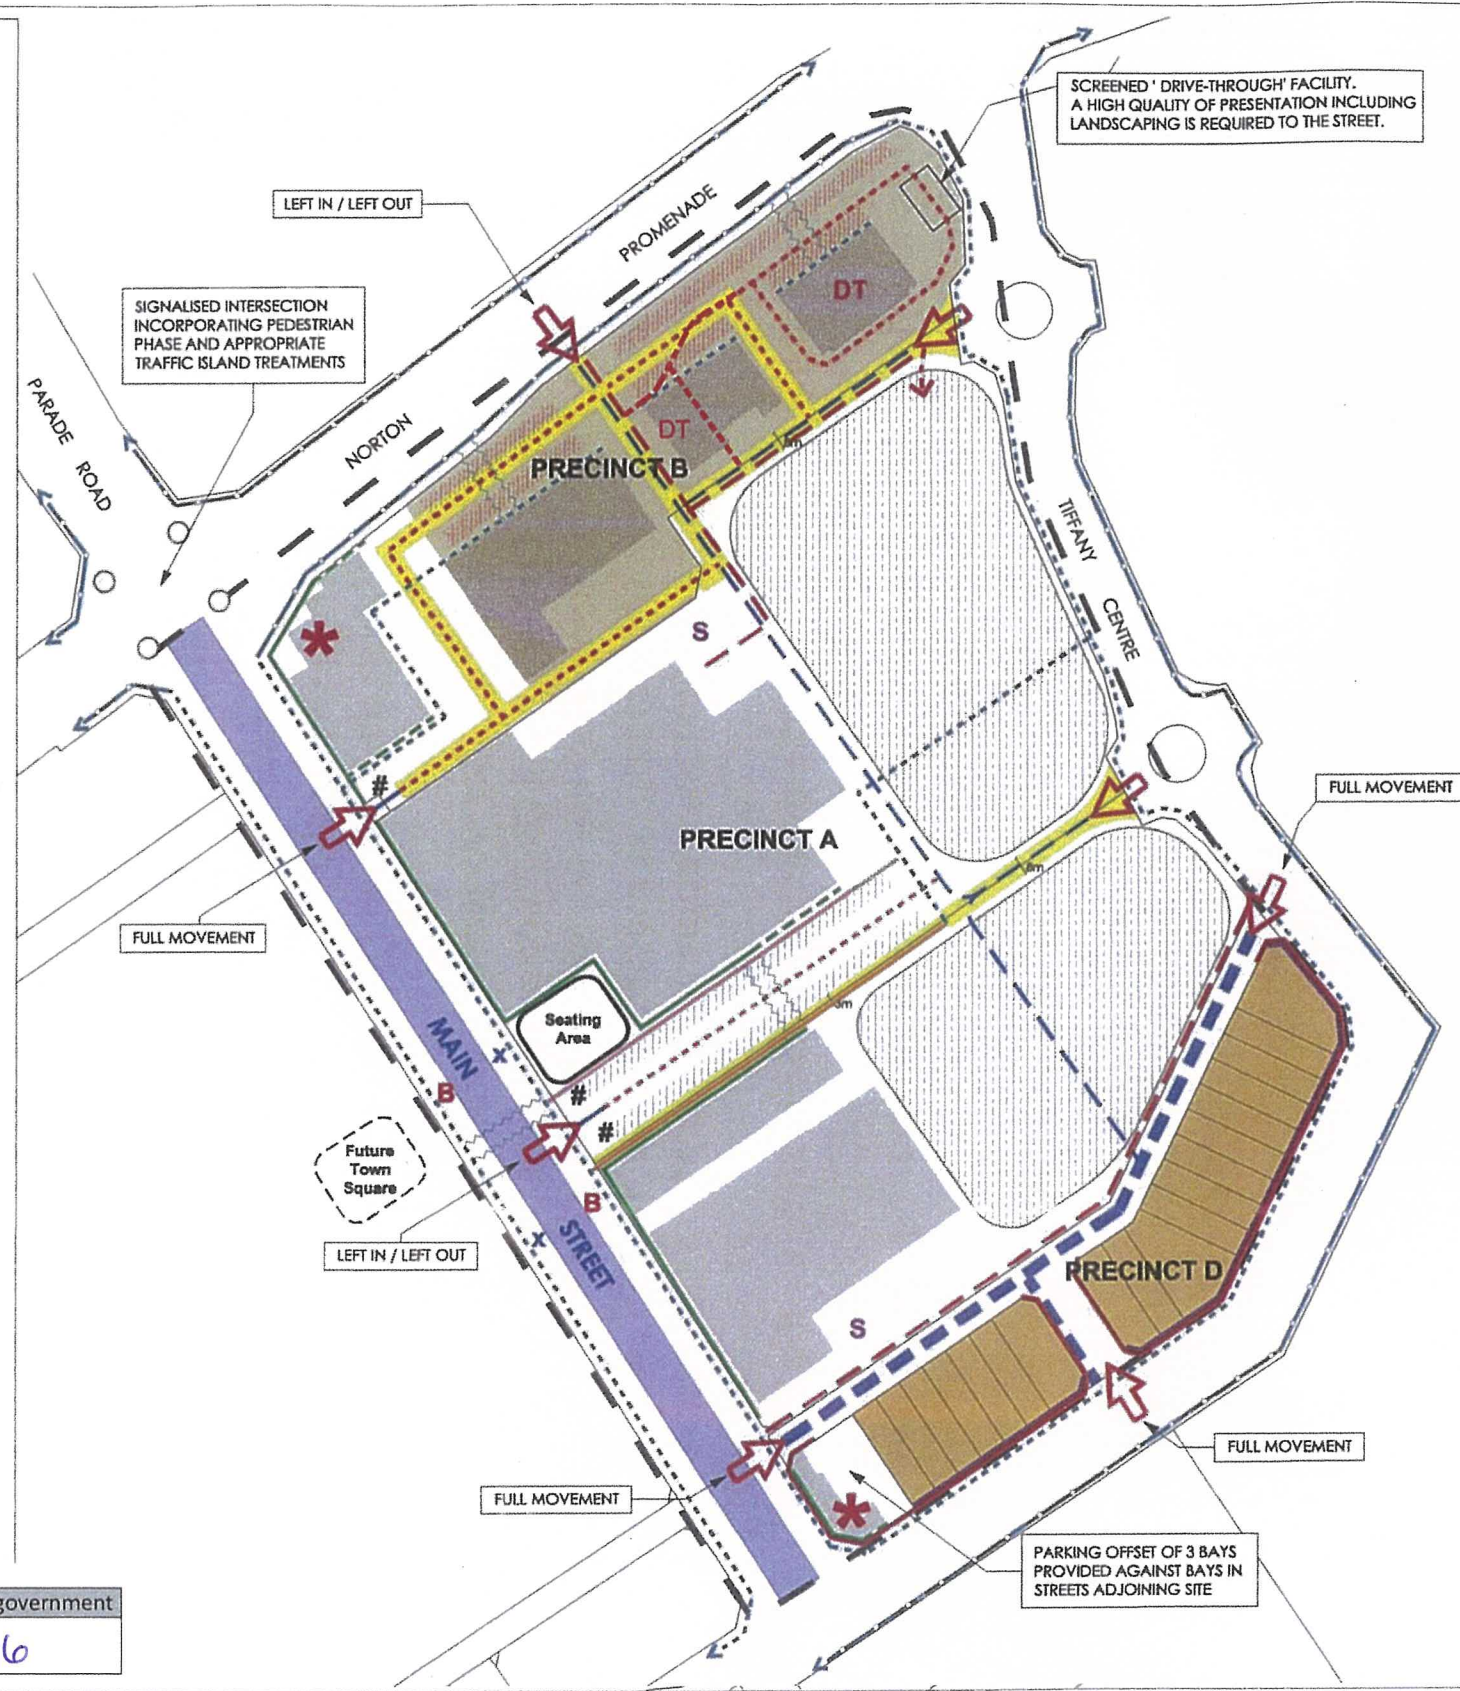 SCREENED ' DRIVE-THROUGH' FACILITY.
A HIGH QUALITY OF PRESENTATION INCLUDING
LANDSCAPING IS REQUIRED TO THE STREET.
LEFT IN / LEFT OUT
PROMENADE
SIGNALISED INTERSECTION
INCORPORATING PEDESTRIAN
PHASE AND APPROPRIATE
TRAFFIC ISLAND TREATMENTS
DT
PARADE ROAD
NORTON
DT
PRECINCT B
TIFFANY
CENTRE
*
S
#
FULL MOVEMENT
PRECINCT A
FULL MOVEMENT
Seating
Area
3m
MAIN
x
B
#
#
Future
Town
Square
B
x
STREET
LEFT IN / LEFT OUT
PRECINCT D
S
FULL MOVEMENT
FULL MOVEMENT
*
PARKING OFFSET OF 3 BAYS
PROVIDED AGAINST BAYS IN
STREETS ADJOINING SITE
government
6